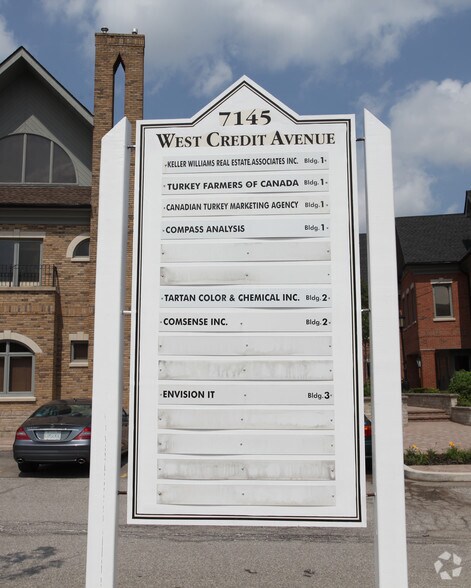 7145
WEST CREDIT AVENUE
KELLER WILLIAMS REAL ESTATE.ASSOCIATES INC. Bldg.1
TURKEY FARMERS OF CANADA Bldg.1
CANADIAN TURKEY MARKETING AGENCY Bldg.1
COMPASS ANALYSIS Bldg.1
TARTAN COLOR & CHEMICAL INC. Bldg.2
COMSENSE INC. Bldg.2
ENVISION IT Bldg.3